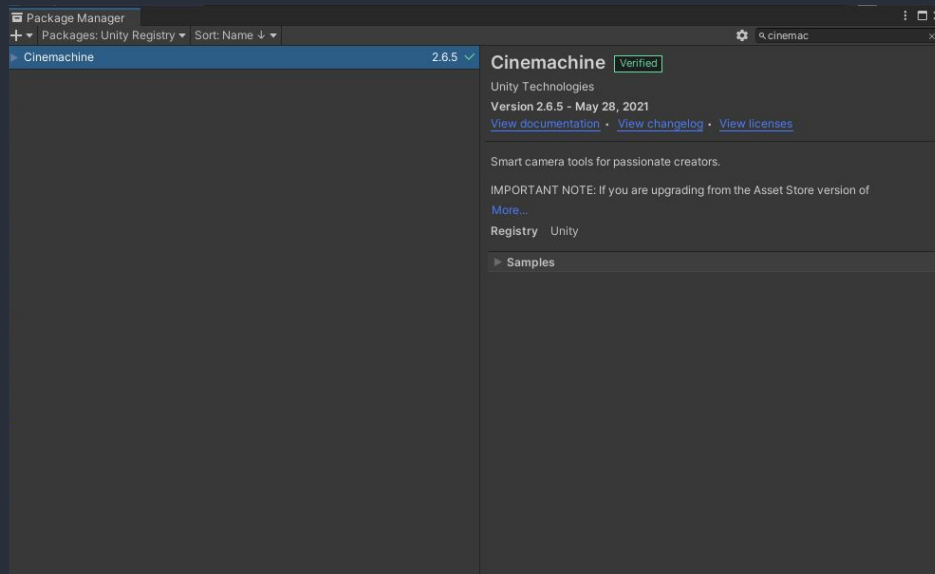 Package Manager
+ Packages: Unity Registry Sort: Name ↓ cinemac
Cinemachine 2.6.5 ✓
Cinemachine Verified
Unity Technologies
Version 2.6.5 - May 28, 2021
View documentation • View changelog • View licenses
Smart camera tools for passionate creators.
IMPORTANT NOTE: If you are upgrading from the Asset Store version of
More...
Registry Unity
Samples